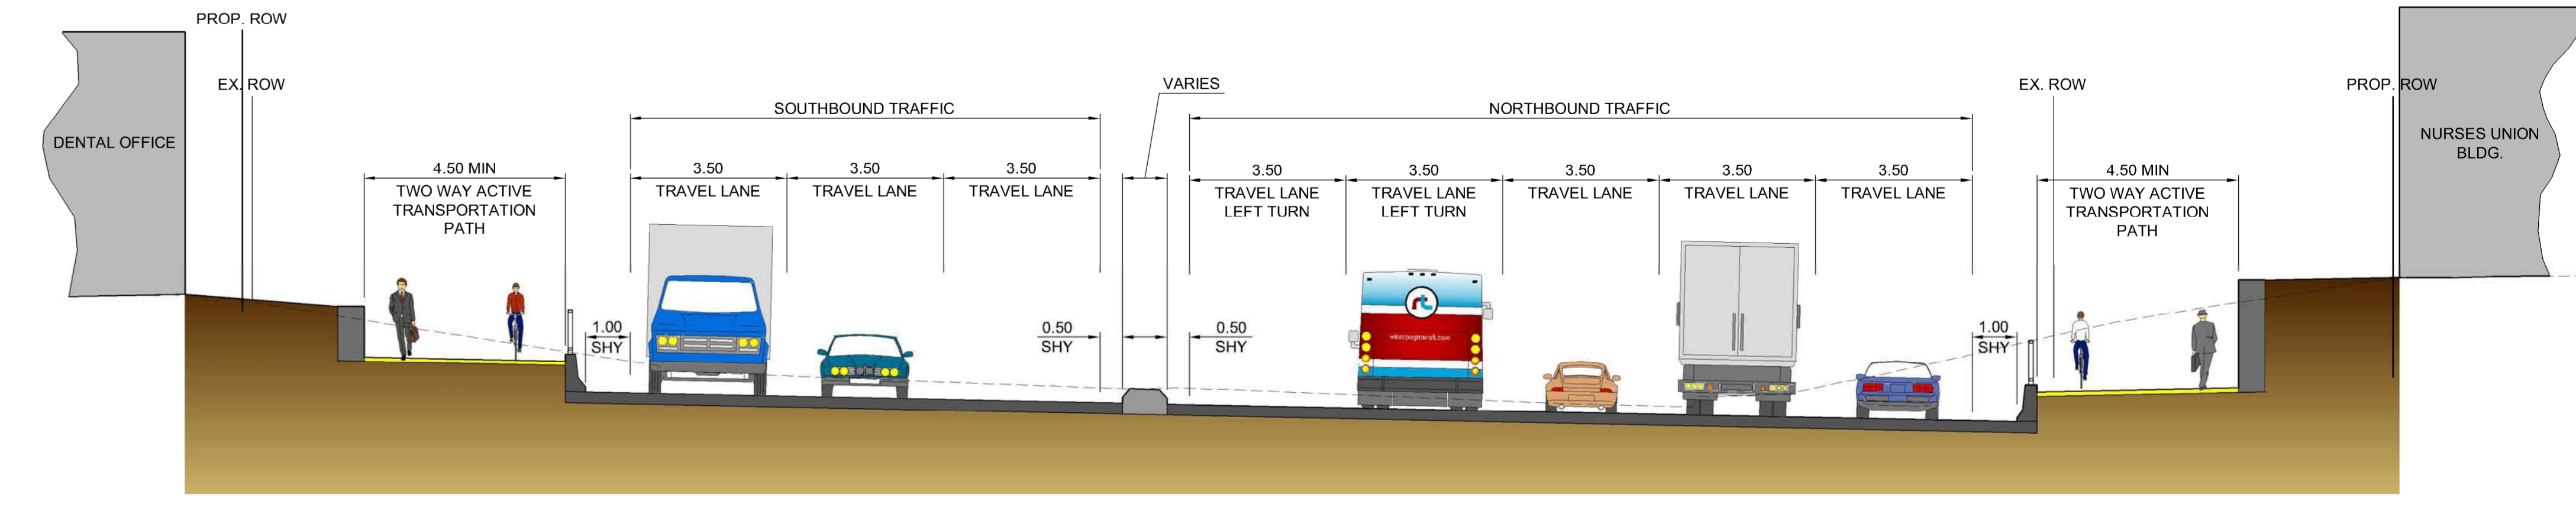 PROP. ROW
EX. ROW
DENTAL OFFICE
4.50 MIN
TWO WAY ACTIVE
TRANSPORTATION
PATH
1.00
SHY
SOUTHBOUND TRAFFIC
3.50
TRAVEL LANE
3.50
TRAVEL LANE
3.50
TRAVEL LANE
0.50
SHY
VARIES
0.50
SHY
NORTHBOUND TRAFFIC
3.50
TRAVEL LANE
LEFT TURN
3.50
TRAVEL LANE
LEFT TURN
3.50
TRAVEL LANE
3.50
TRAVEL LANE
3.50
TRAVEL LANE
rt
winnipegtransit.com
1.00
SHY
EX. ROW
4.50 MIN
TWO WAY ACTIVE
TRANSPORTATION
PATH
PROP. ROW
NURSES UNION
BLDG.